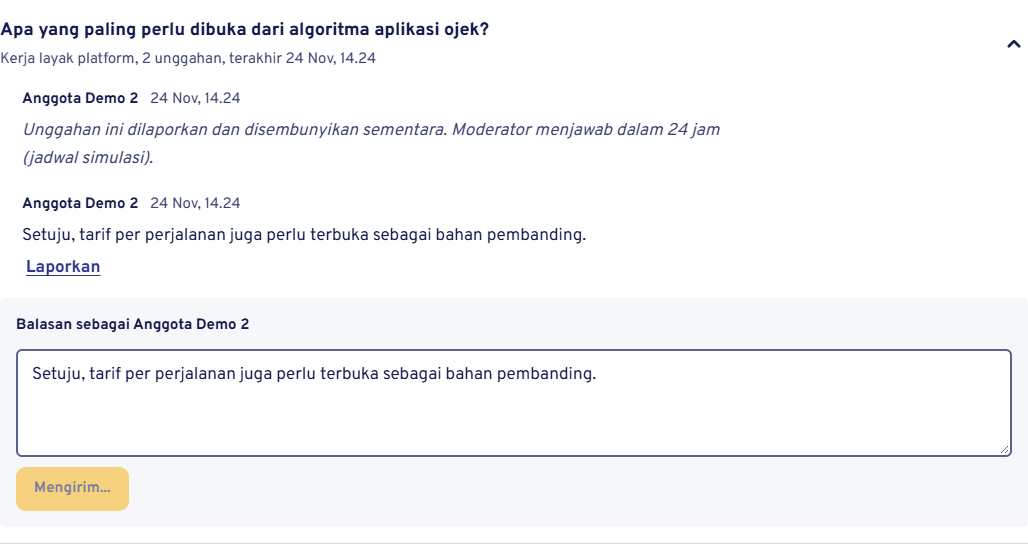 Apa yang paling perlu dibuka dari algoritma aplikasi ojek?
Kerja layak platform, 2 unggahan, terakhir 24 Nov, 14.24
Anggota Demo 2 24 Nov, 14.24
Unggahan ini dilaporkan dan disembunyikan sementara. Moderator menjawab dalam 24 jam
(jadwal simulasi).
Anggota Demo 2 24 Nov, 14.24
Setuju, tarif per perjalanan juga perlu terbuka sebagai bahan pembanding.
Laporkan
Balasan sebagai Anggota Demo 2
Setuju, tarif per perjalanan juga perlu terbuka sebagai bahan pembanding.
Mengirim...